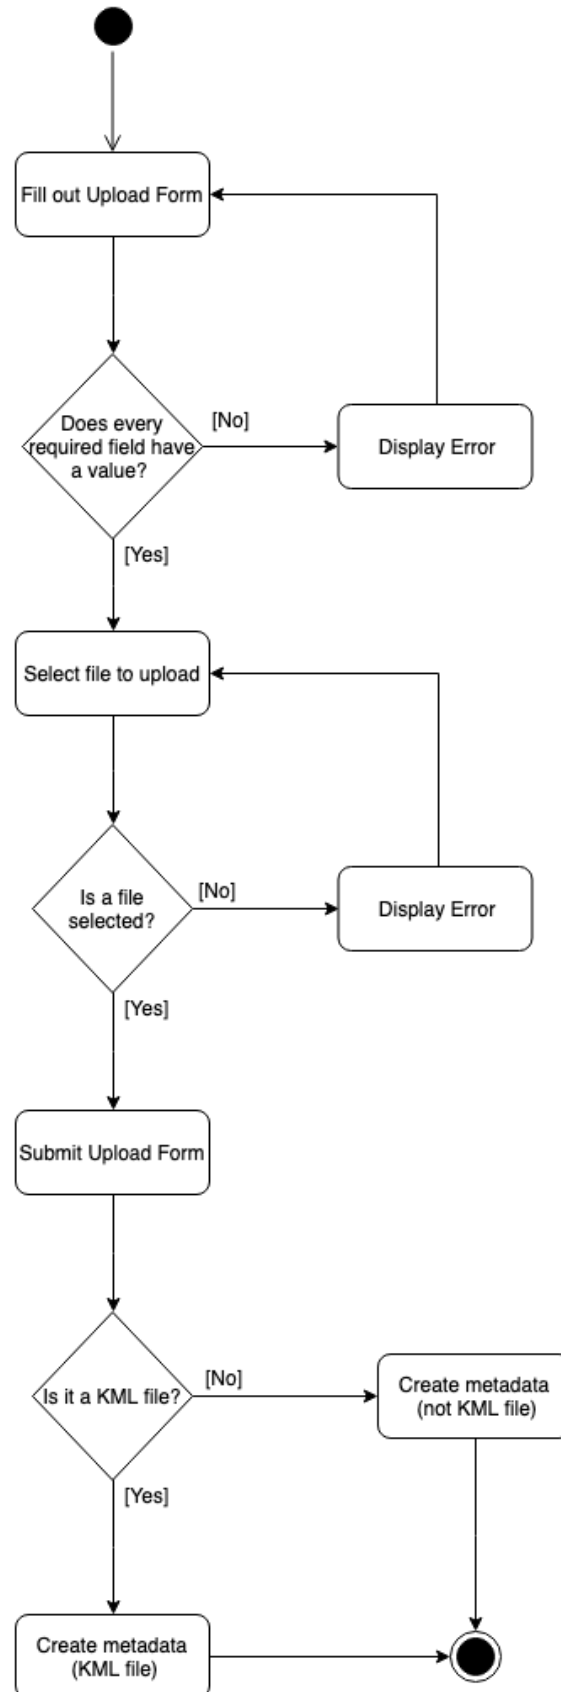 Fill out Upload Form
Does every
required field have
a value?
[No]
Display Error
[Yes]
Select file to upload
Is a file
selected?
[No]
Display Error
[Yes]
Submit Upload Form
Is it a KML file?
[No]
Create metadata
(not KML file)
[Yes]
Create metadata
(KML file)